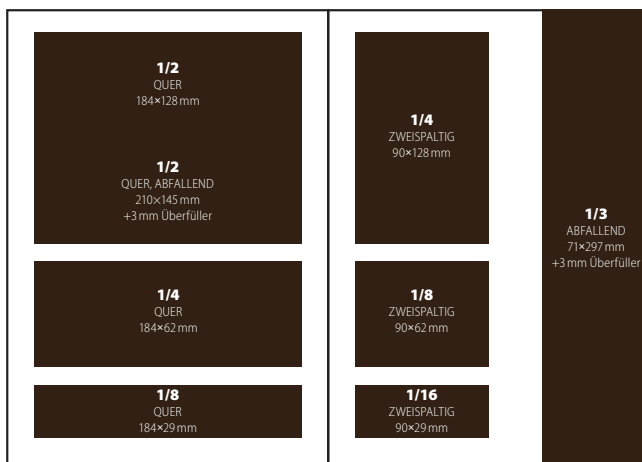 1/2
QUER
184×128 mm
1/2
QUER, ABFALLEND
210×145 mm
+3 mm Überfüller
1/4
QUER
184×62 mm
1/8
QUER
184×29 mm
1/4
ZWEISPALTIG
90×128 mm
1/8
ZWEISPALTIG
90×62 mm
1/16
ZWEISPALTIG
90×29 mm
1/3
ABFALLEND
71×297 mm
+3 mm Überfüller